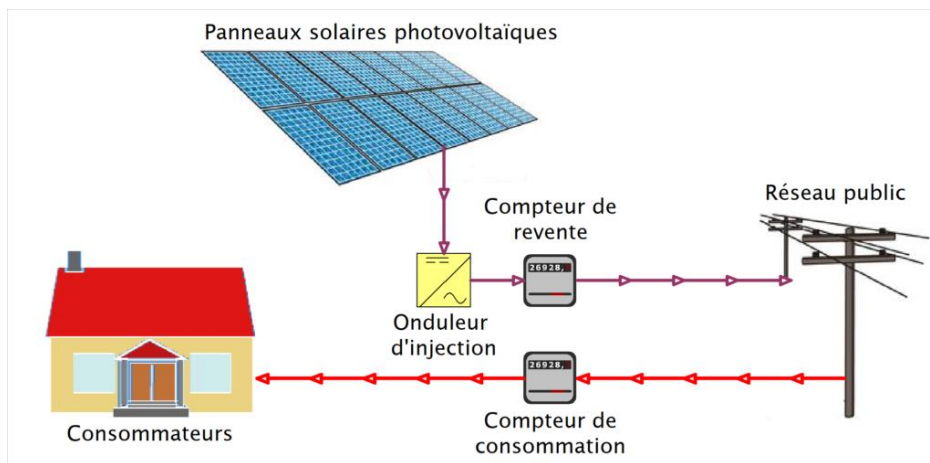 Panneaux solaires photovoltaïques
Compteur de
revente
Réseau public
26928,
Onduleur
d'injection
26928,
Consommateurs
Compteur de
consommation